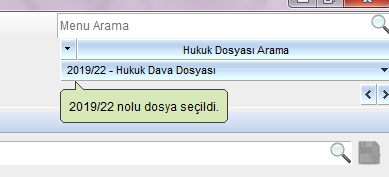 Menu Arama
Hukuk Dosyası Arama
2019/22 - Hukuk Dava Dosyası
2019/22 nolu dosya seçildi.